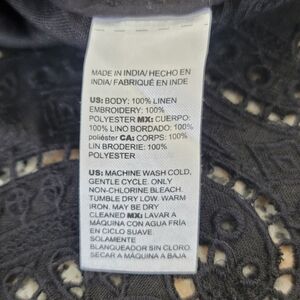 MADE IN INDIA/ HECHO EN
INDIA/ FABRIQUÉ EN INDE
US: BODY: 100% LINEN
EMBROIDERY: 100%
POLYESTER MX: CUERPO:
100% LINO BORDADO: 100%
poliéster CA: CORPS: 100%
LIN BRODERIE: 100%
POLYESTER
US: MACHINE WASH COLD,
GENTLE CYCLE. ONLY
NON-CHLORINE BLEACH.
TUMBLE DRY LOW. WARM
IRON. MAY BE DRY
CLEANED MX: LAVAR A
MÁQUINA CON AGUA FRÍA
EN CICLO SUAVE.
SOLAMENTE
BLANQUEADOR SIN CLORO.
SECAR A MÁQUINA A BAJA